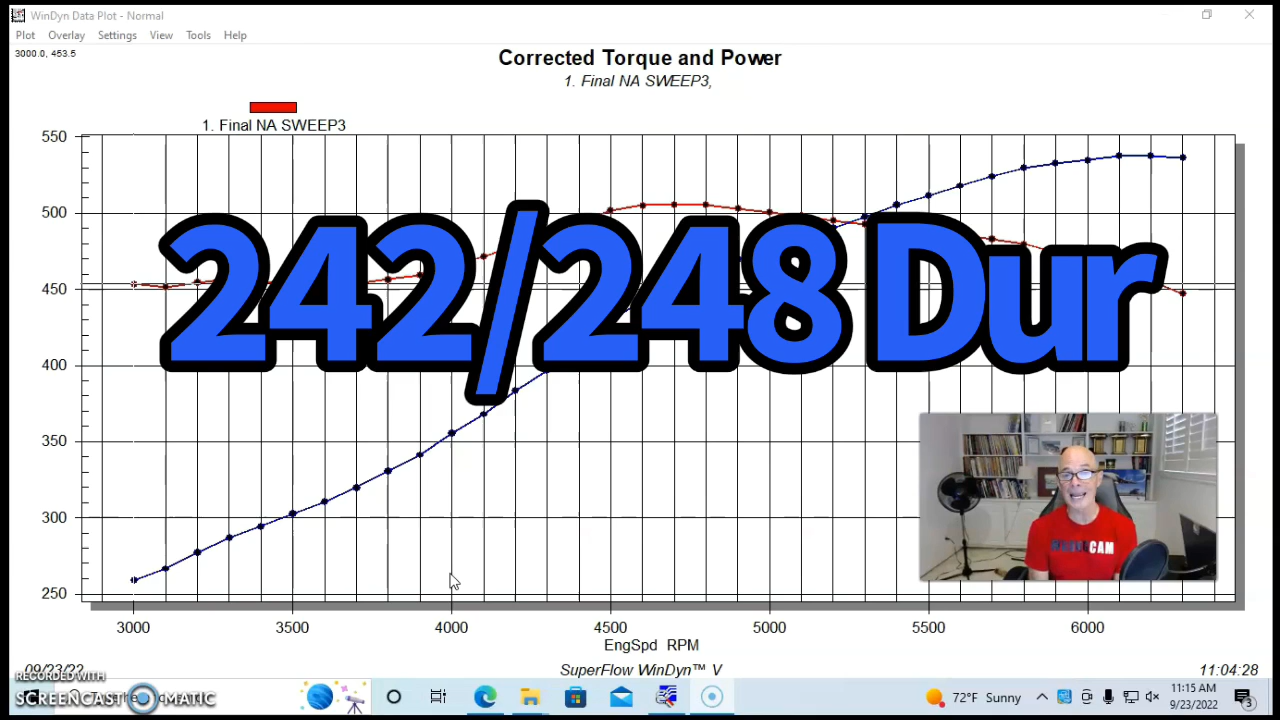 WinDyn Data Plot - Normal
Plot Overlay Settings View Tools Help
3000.0, 453.5
Corrected Torque and Power
1. Final NA SWEEP3,
1. Final NA SWEEP3
550
500
450
400
350
300
250
242/248 Dur
CAM
3000 3500 4000 4500 5000 5500 6000
EngSpd RPM
09/23/22 SuperFlow WinDyn™ V 11:04:28
RECORDED WITH
SCREENCAST MATIC
72°F Sunny
11:15 AM
9/23/2022
3